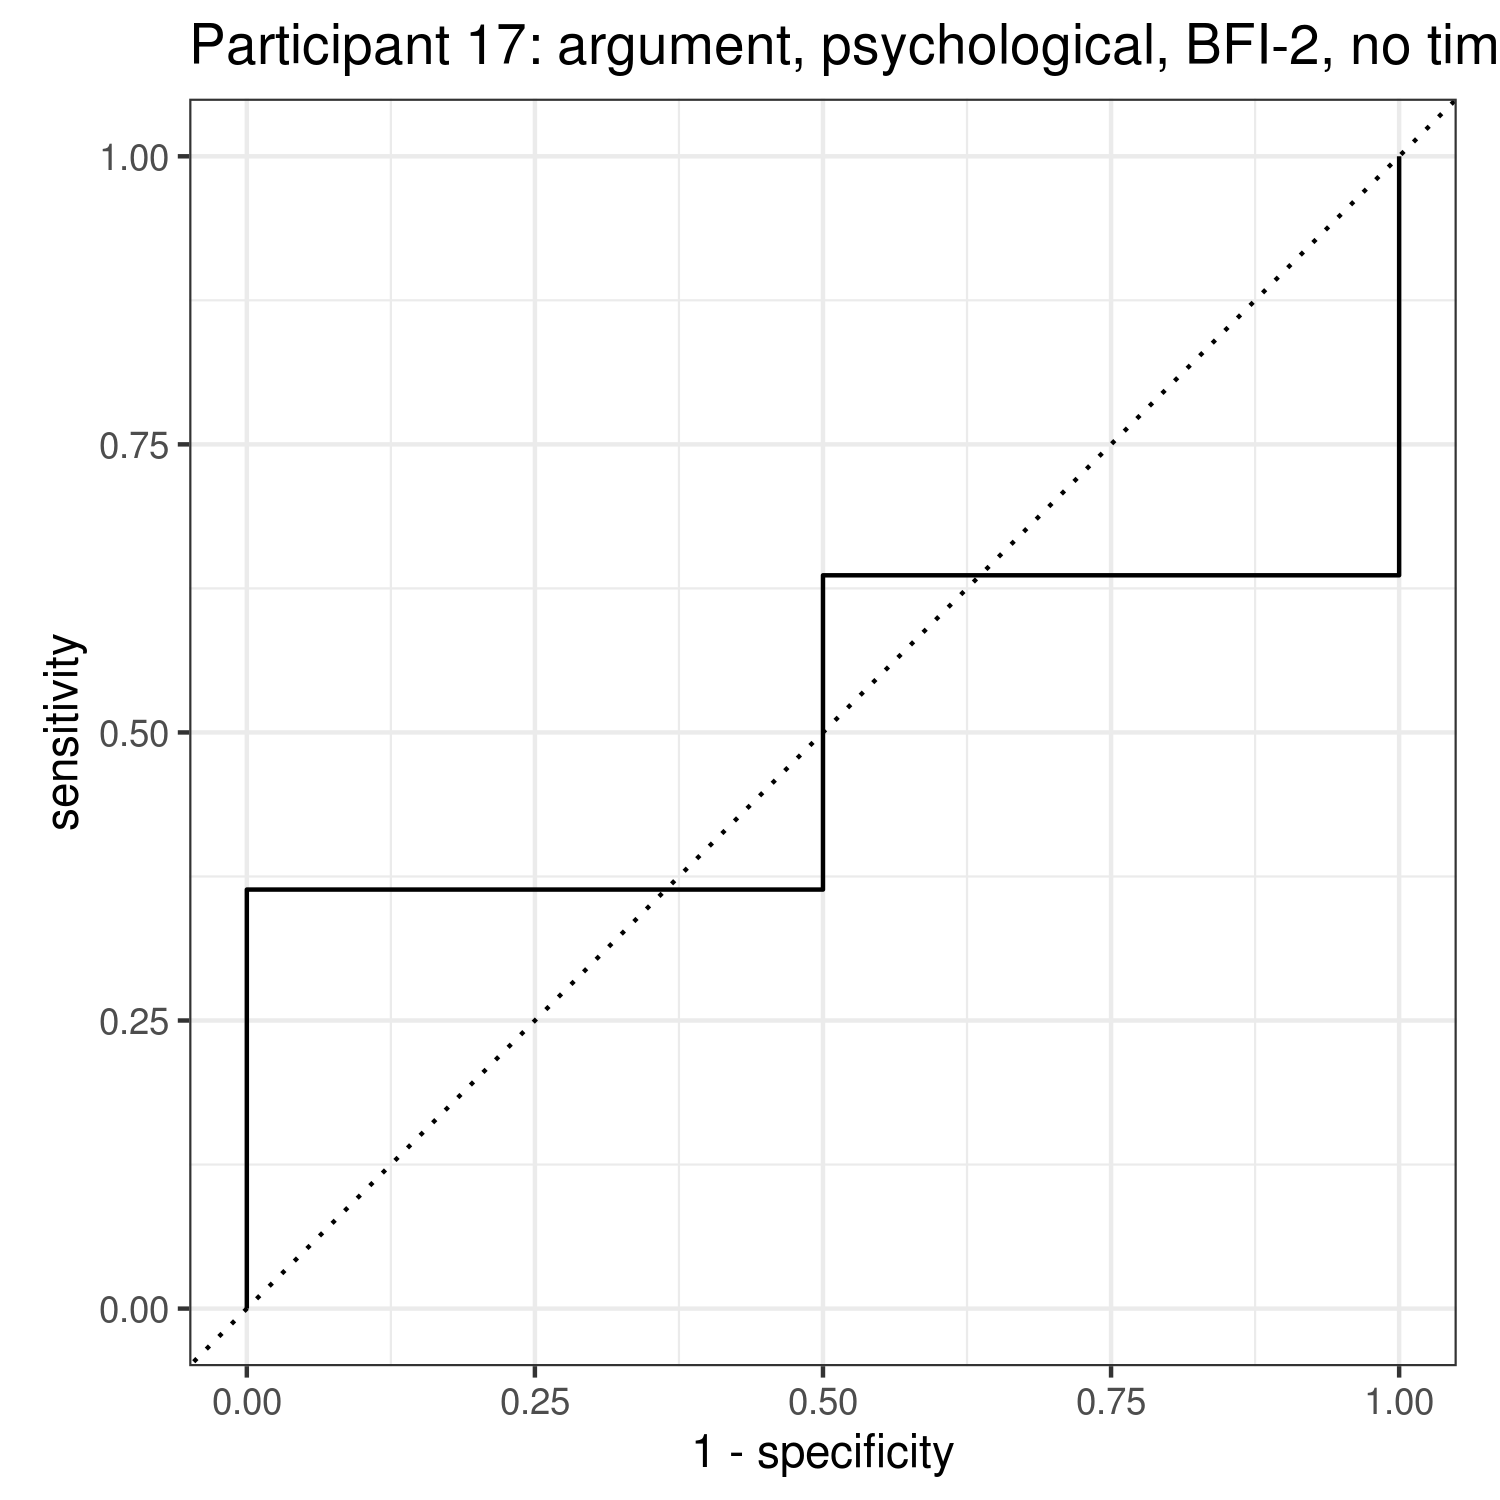 Participant 17: argument, psychological, BFI-2, no tim
1.00
0.75
0.50
0.25
0.00
sensitivity
0.00 0.25 0.50 0.75 1.00
1 - specificity